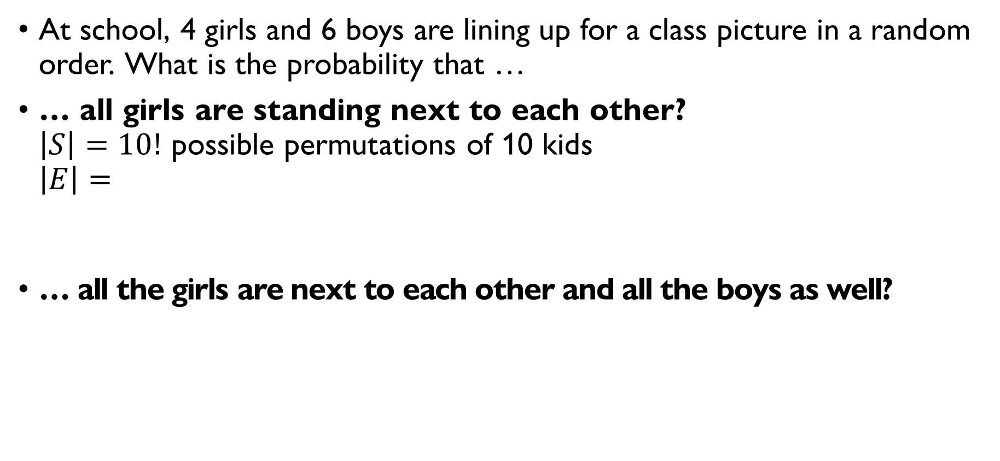 • At school, 4 girls and 6 boys are lining up for a class picture in a random
order. What is the probability that …
• … all girls are standing next to each other?
|S| = 10! possible permutations of 10 kids
|E| =
• … all the girls are next to each other and all the boys as well?